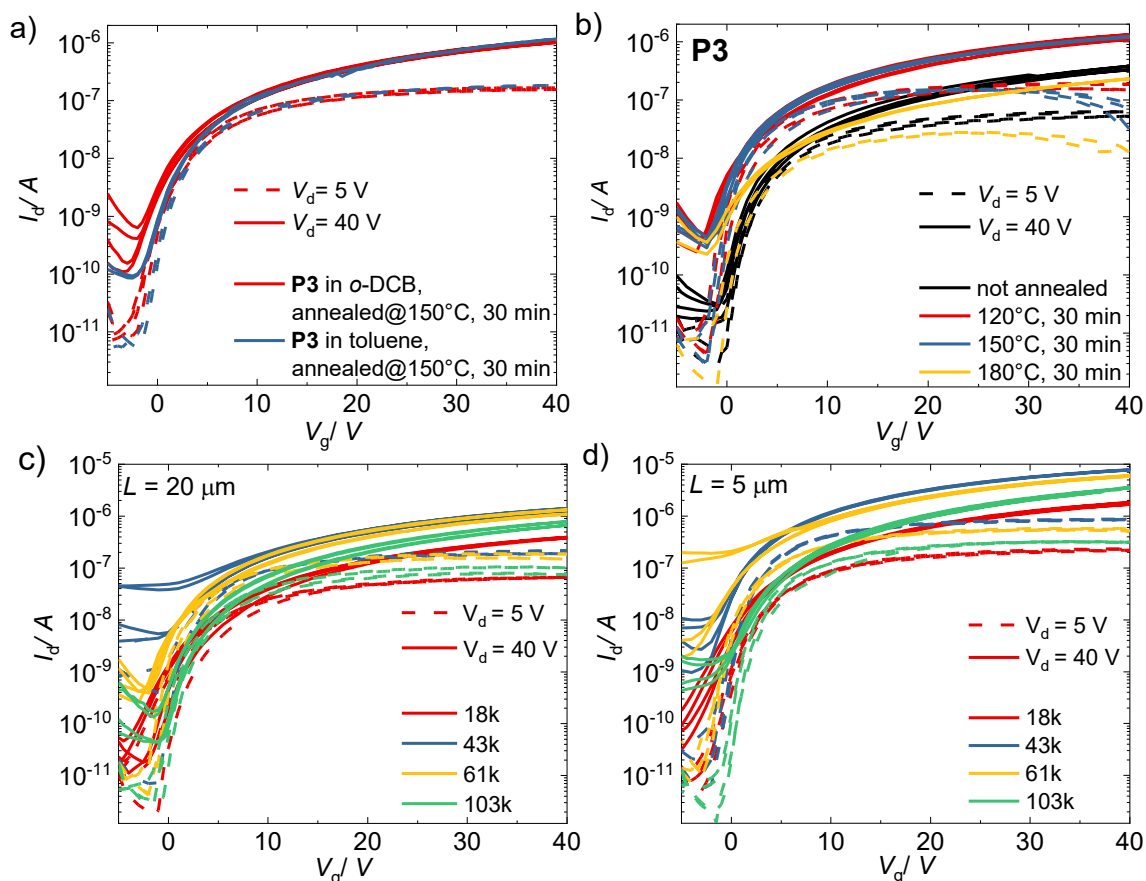 a)
10⁻⁶
10⁻⁷
10⁻⁸
10⁻⁹
10⁻¹⁰
10⁻¹¹
I_d/ A
V_d= 5 V
V_d= 40 V
P3 in o-DCB,
annealed@150°C, 30 min
P3 in toluene,
annealed@150°C, 30 min
0 10 20 30 40
V_g/ V
b)
P3
10⁻⁶
10⁻⁷
10⁻⁸
10⁻⁹
10⁻¹⁰
10⁻¹¹
I_d/ A
V_d= 5 V
V_d= 40 V
not annealed
120°C, 30 min
150°C, 30 min
180°C, 30 min
0 10 20 30 40
V_g/ V
c)
L = 20 μm
10⁻⁵
10⁻⁶
10⁻⁷
10⁻⁸
10⁻⁹
10⁻¹⁰
10⁻¹¹
I_d/ A
V_d = 5 V
V_d = 40 V
18k
43k
61k
103k
0 10 20 30 40
V_g/ V
d)
L = 5 μm
10⁻⁵
10⁻⁶
10⁻⁷
10⁻⁸
10⁻⁹
10⁻¹⁰
10⁻¹¹
I_d/ A
V_d = 5 V
V_d = 40 V
18k
43k
61k
103k
0 10 20 30 40
V_g/ V